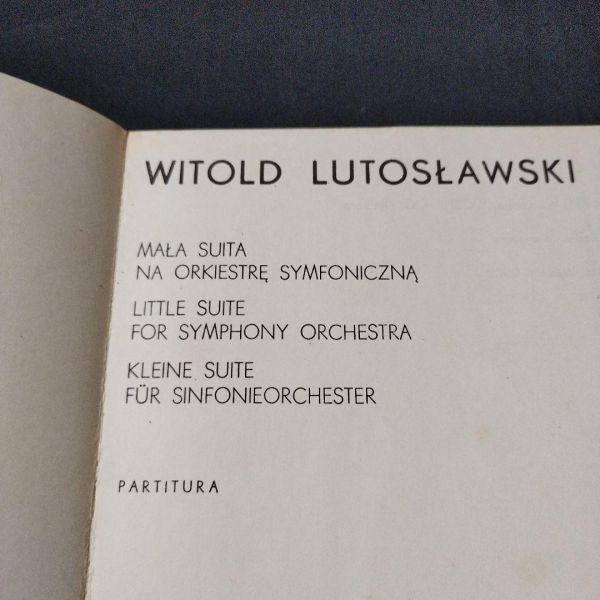 WITOLD LUTOSŁAWSKI
MAŁA SUITA
NA ORKIESTRĘ SYMFONICZNĄ
LITTLE SUITE
FOR SYMPHONY ORCHESTRA
KLEINE SUITE
FÜR SINFONIEORCHESTER
PARTITURA